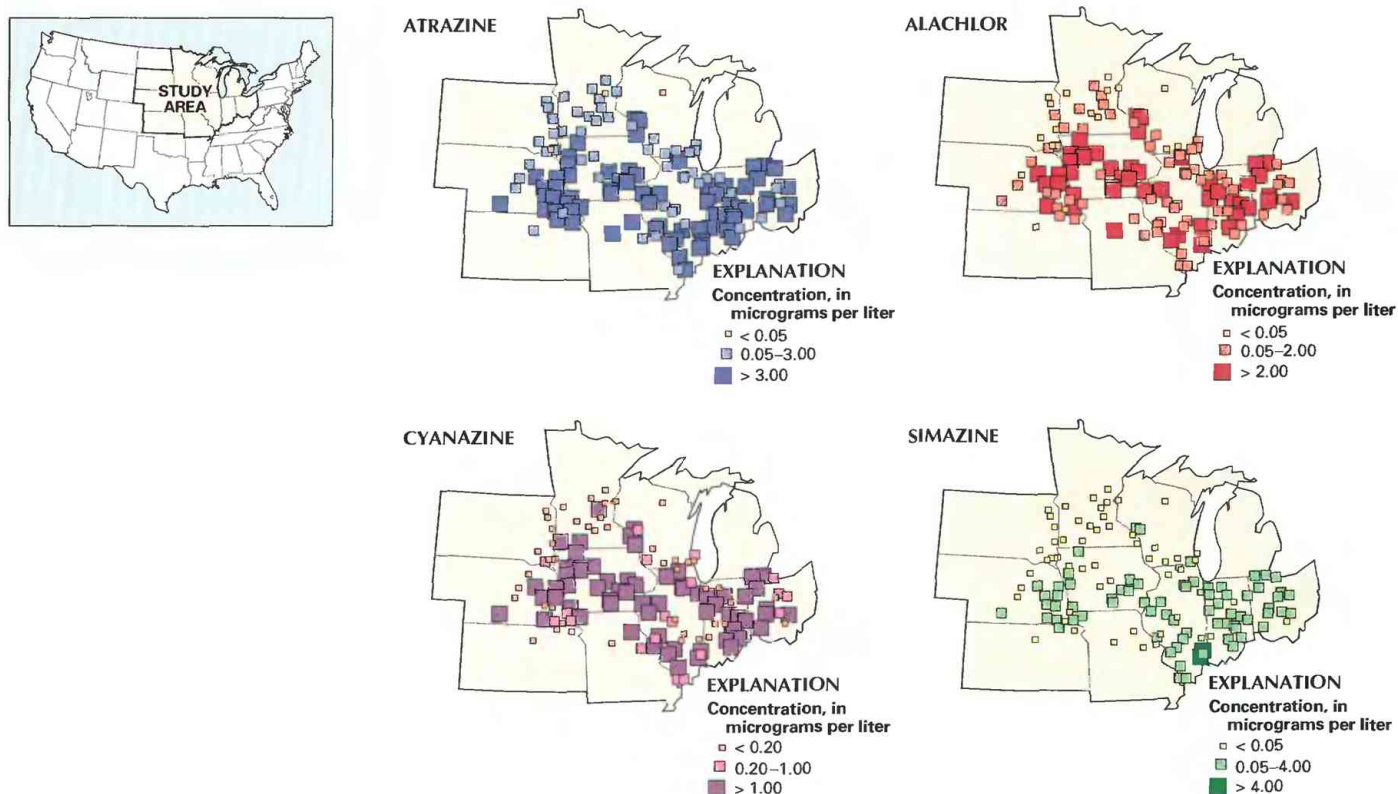 STUDY
AREA
ATRAZINE
EXPLANATION
Concentration, in
micrograms per liter
< 0.05
0.05–3.00
> 3.00
ALACHLOR
EXPLANATION
Concentration, in
micrograms per liter
< 0.05
0.05–2.00
> 2.00
CYANAZINE
EXPLANATION
Concentration, in
micrograms per liter
< 0.20
0.20–1.00
> 1.00
SIMAZINE
EXPLANATION
Concentration, in
micrograms per liter
< 0.05
0.05–4.00
> 4.00